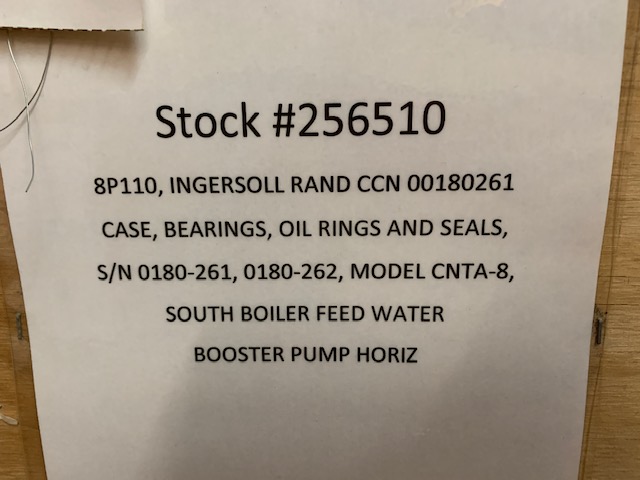 Stock #256510
8P110, INGERSOLL RAND CCN 00180261
CASE, BEARINGS, OIL RINGS AND SEALS,
S/N 0180-261, 0180-262, MODEL CNTA-8,
SOUTH BOILER FEED WATER
BOOSTER PUMP HORIZ